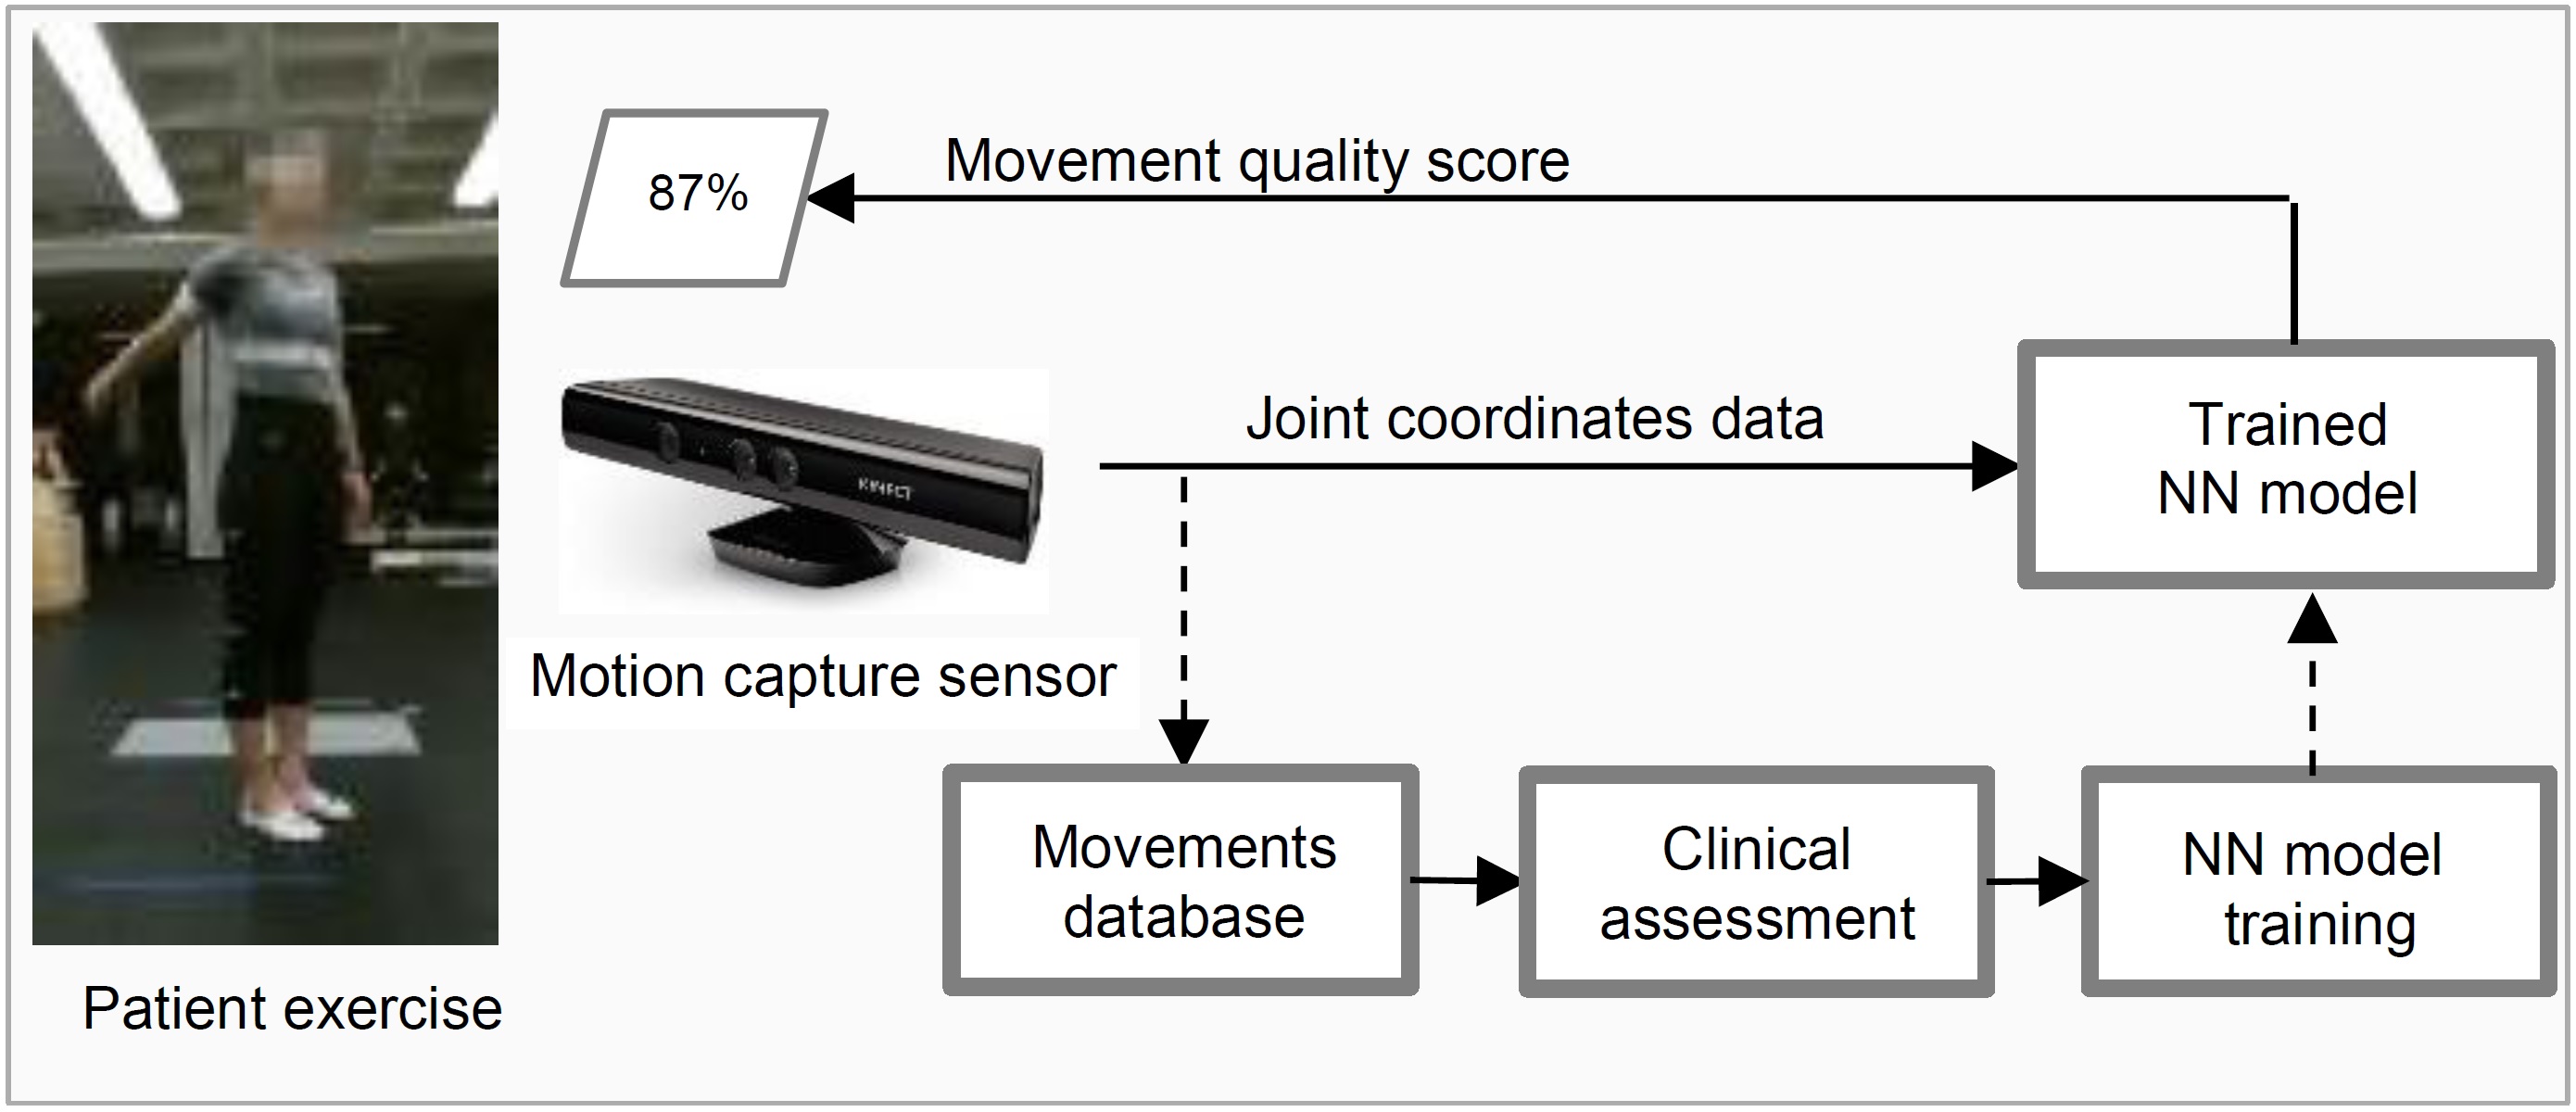 87%
Movement quality score
KINECT
Joint coordinates data
Trained
NN model
Motion capture sensor
Movements
database
Clinical
assessment
NN model
training
Patient exercise